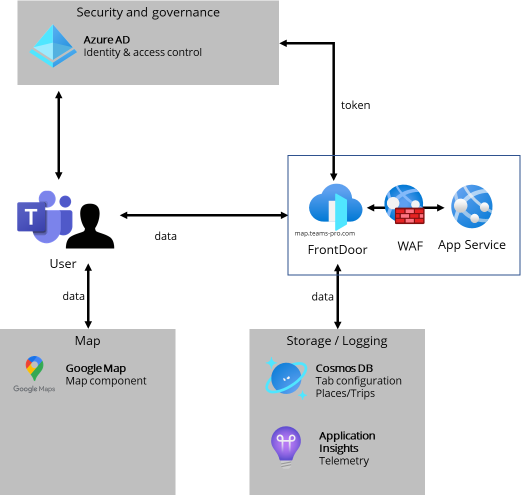 Security and governance
Azure AD
Identity & access control
token
T
data
map.teams-pro.com
FrontDoor
WAF
App Service
User
data
data
Map
Google Map
Map component
Google Maps
Storage / Logging
Cosmos DB
Tab configuration
Places/Trips
Application
Insights
Telemetry